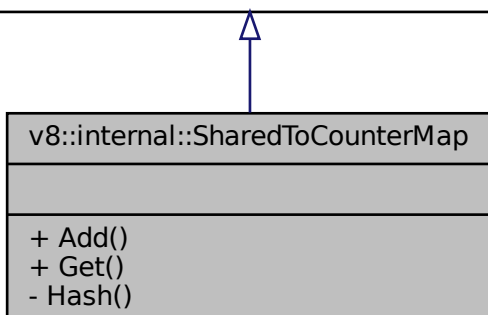 v8::internal::SharedToCounterMap
+ Add()
+ Get()
- Hash()